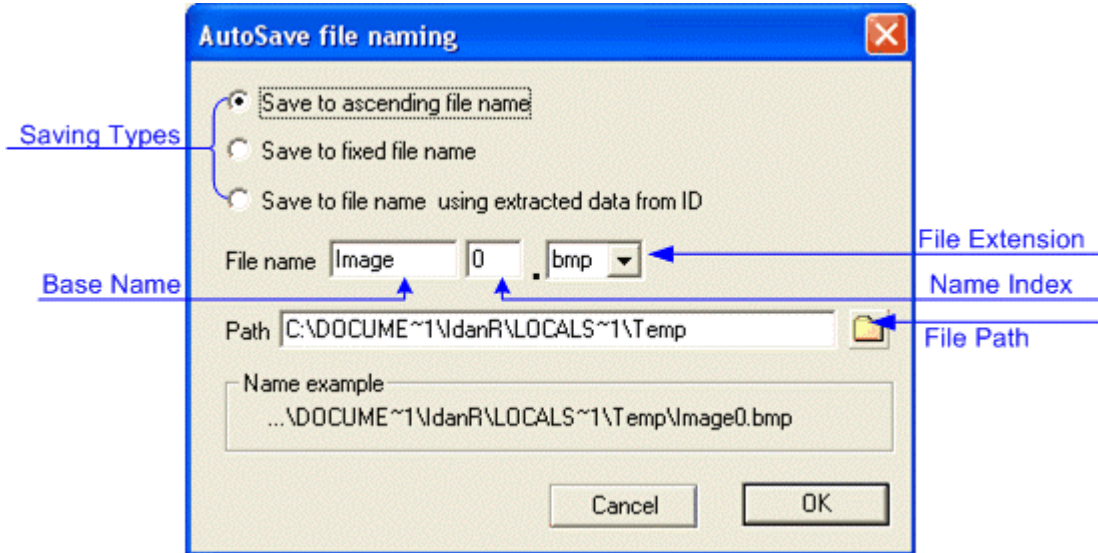 AutoSave file naming
Save to ascending file name
Saving Types
Save to fixed file name
Save to file name using extracted data from ID
File Extension
File name Image 0 . bmp
Base Name
Name Index
Path C:\DOCUME~1\IdanR\LOCALS~1\Temp
File Path
Name example
...\DOCUME~1\IdanR\LOCALS~1\Temp\Image0.bmp
Cancel OK